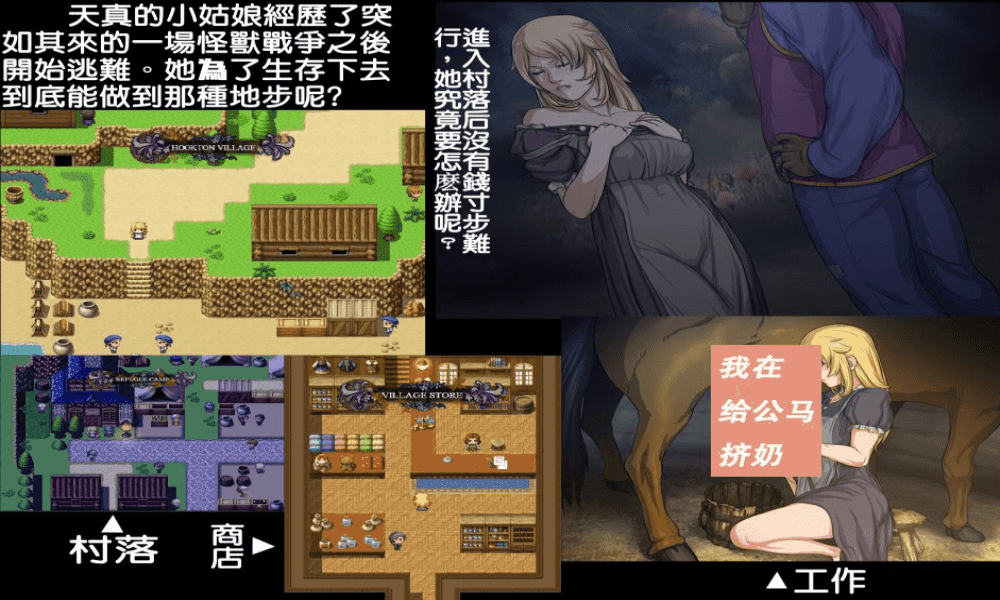 天真的小姑娘經歷了突
如其來的一場怪獸戰爭之後
開始逃難。她為了生存下去
到底能做到那種地步呢？
進入村落后沒有錢寸步難
行，她究竟要怎麽辦呢？
HOOKTON VILLAGE
REFUGEE CAMP
VILLAGE STORE
我在
给公马
挤奶
村落
商店
工作